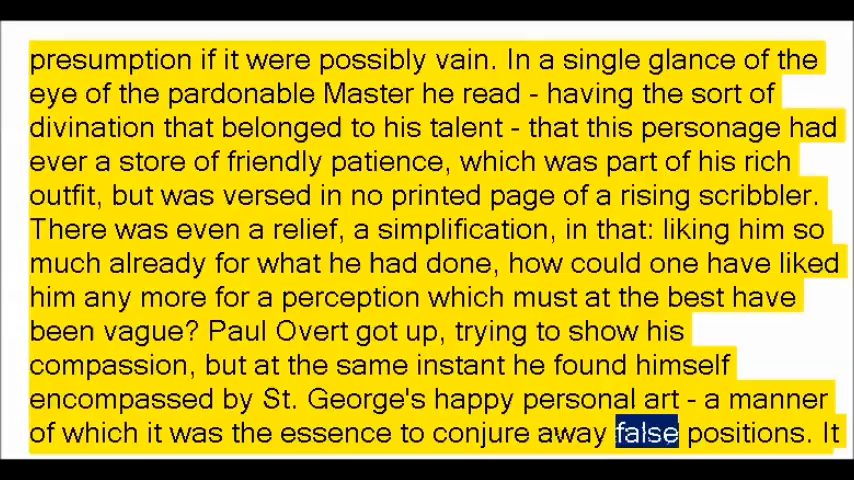 presumption if it were possibly vain. In a single glance of the
eye of the pardonable Master he read - having the sort of
divination that belonged to his talent - that this personage had
ever a store of friendly patience, which was part of his rich
outfit, but was versed in no printed page of a rising scribbler.
There was even a relief, a simplification, in that: liking him so
much already for what he had done, how could one have liked
him any more for a perception which must at the best have
been vague? Paul Overt got up, trying to show his
compassion, but at the same instant he found himself
encompassed by St. George's happy personal art - a manner
of which it was the essence to conjure away false positions. It